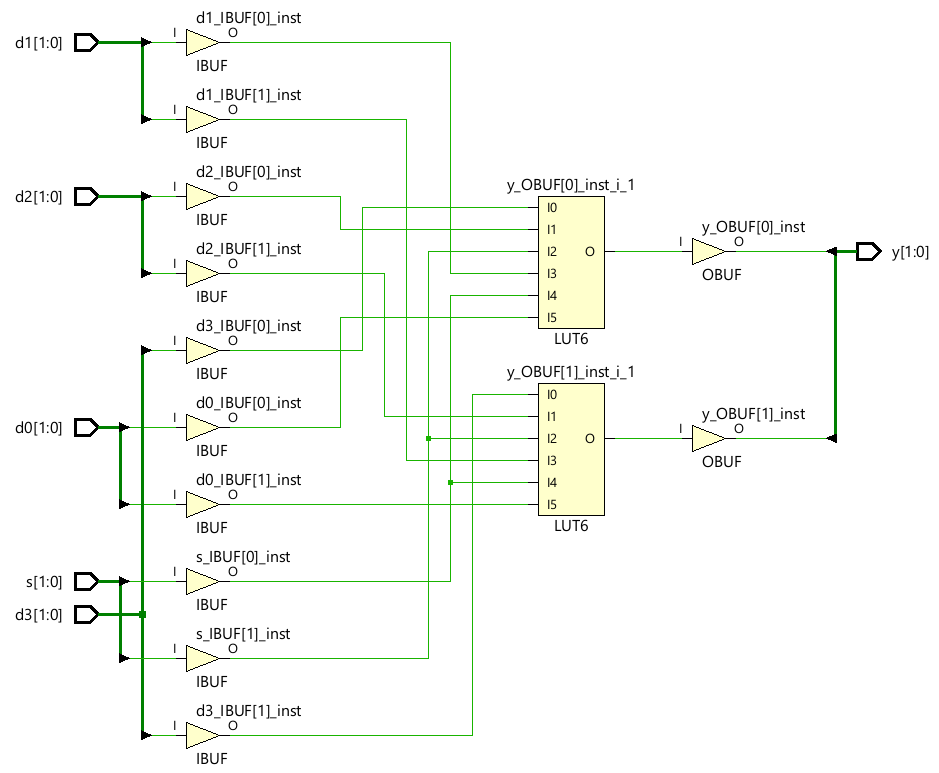 d1[1:0]
I
d1_IBUF[0]_inst
O
IBUF
I
d1_IBUF[1]_inst
O
IBUF
d2[1:0]
I
d2_IBUF[0]_inst
O
IBUF
I
d2_IBUF[1]_inst
O
IBUF
I
d3_IBUF[0]_inst
O
IBUF
d0[1:0]
I
d0_IBUF[0]_inst
O
IBUF
I
d0_IBUF[1]_inst
O
IBUF
s[1:0]
I
s_IBUF[0]_inst
O
IBUF
d3[1:0]
I
s_IBUF[1]_inst
O
IBUF
I
d3_IBUF[1]_inst
O
IBUF
y_OBUF[0]_inst_i_1
I0
I1
I2
I3
I4
I5
O
LUT6
y_OBUF[1]_inst_i_1
I0
I1
I2
I3
I4
I5
O
LUT6
y_OBUF[0]_inst
I
O
OBUF
y_OBUF[1]_inst
I
O
OBUF
y[1:0]